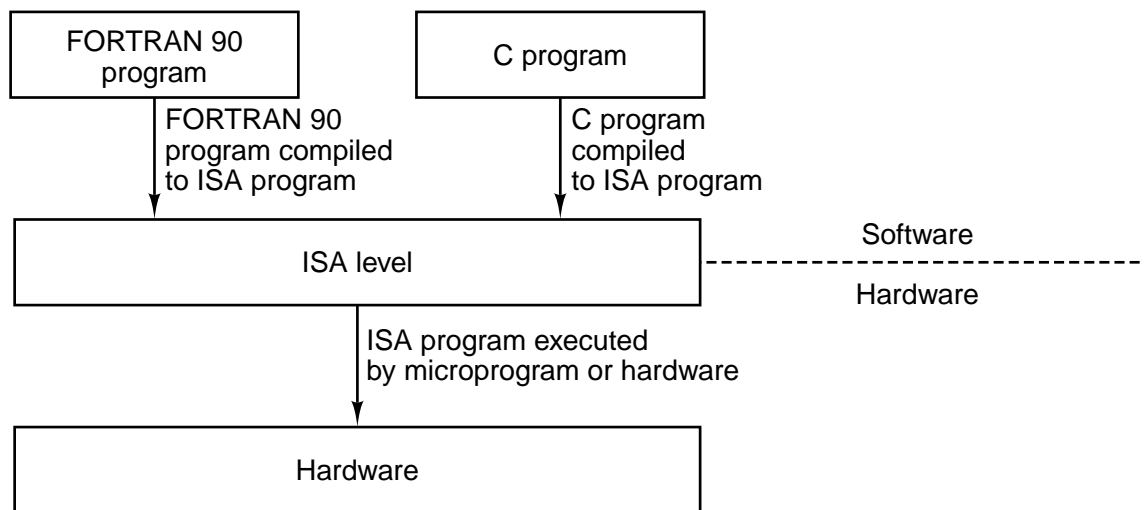 FORTRAN 90
program
C program
FORTRAN 90
program compiled
to ISA program
C program
compiled
to ISA program
ISA level
Software
Hardware
ISA program executed
by microprogram or hardware
Hardware